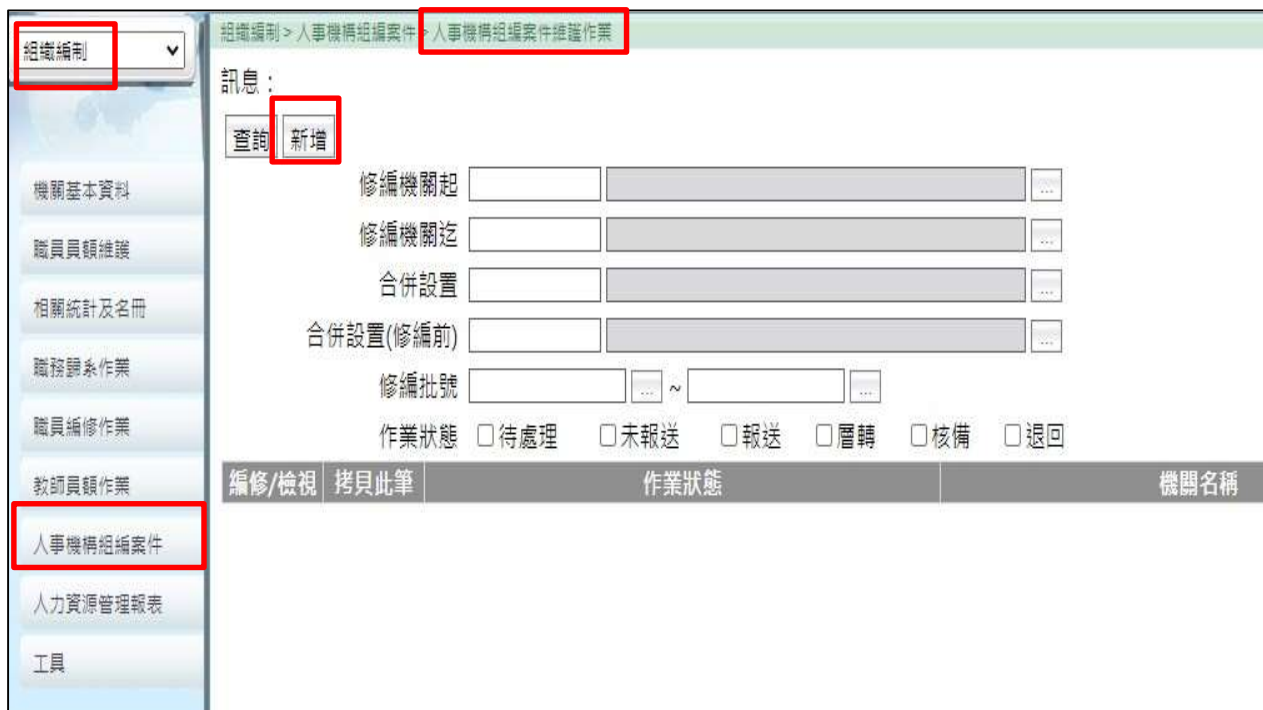 組織編制
組織編制 > 人事機構組編案件 > 人事機構組編案件維護作業
訊息：
查詢 新增
修編機關起 ...
修編機關迄 ...
合併設置 ...
合併設置(修編前) ...
修編批號 ... ~ ...
作業狀態 待處理 未報送 報送 層轉 核備 退回
編修/檢視 拷貝此筆 作業狀態 機關名稱
機關基本資料
職員員額維護
相關統計及名冊
職務歸系作業
職員編修作業
教師員額作業
人事機構組編案件
人力資源管理報表
工具